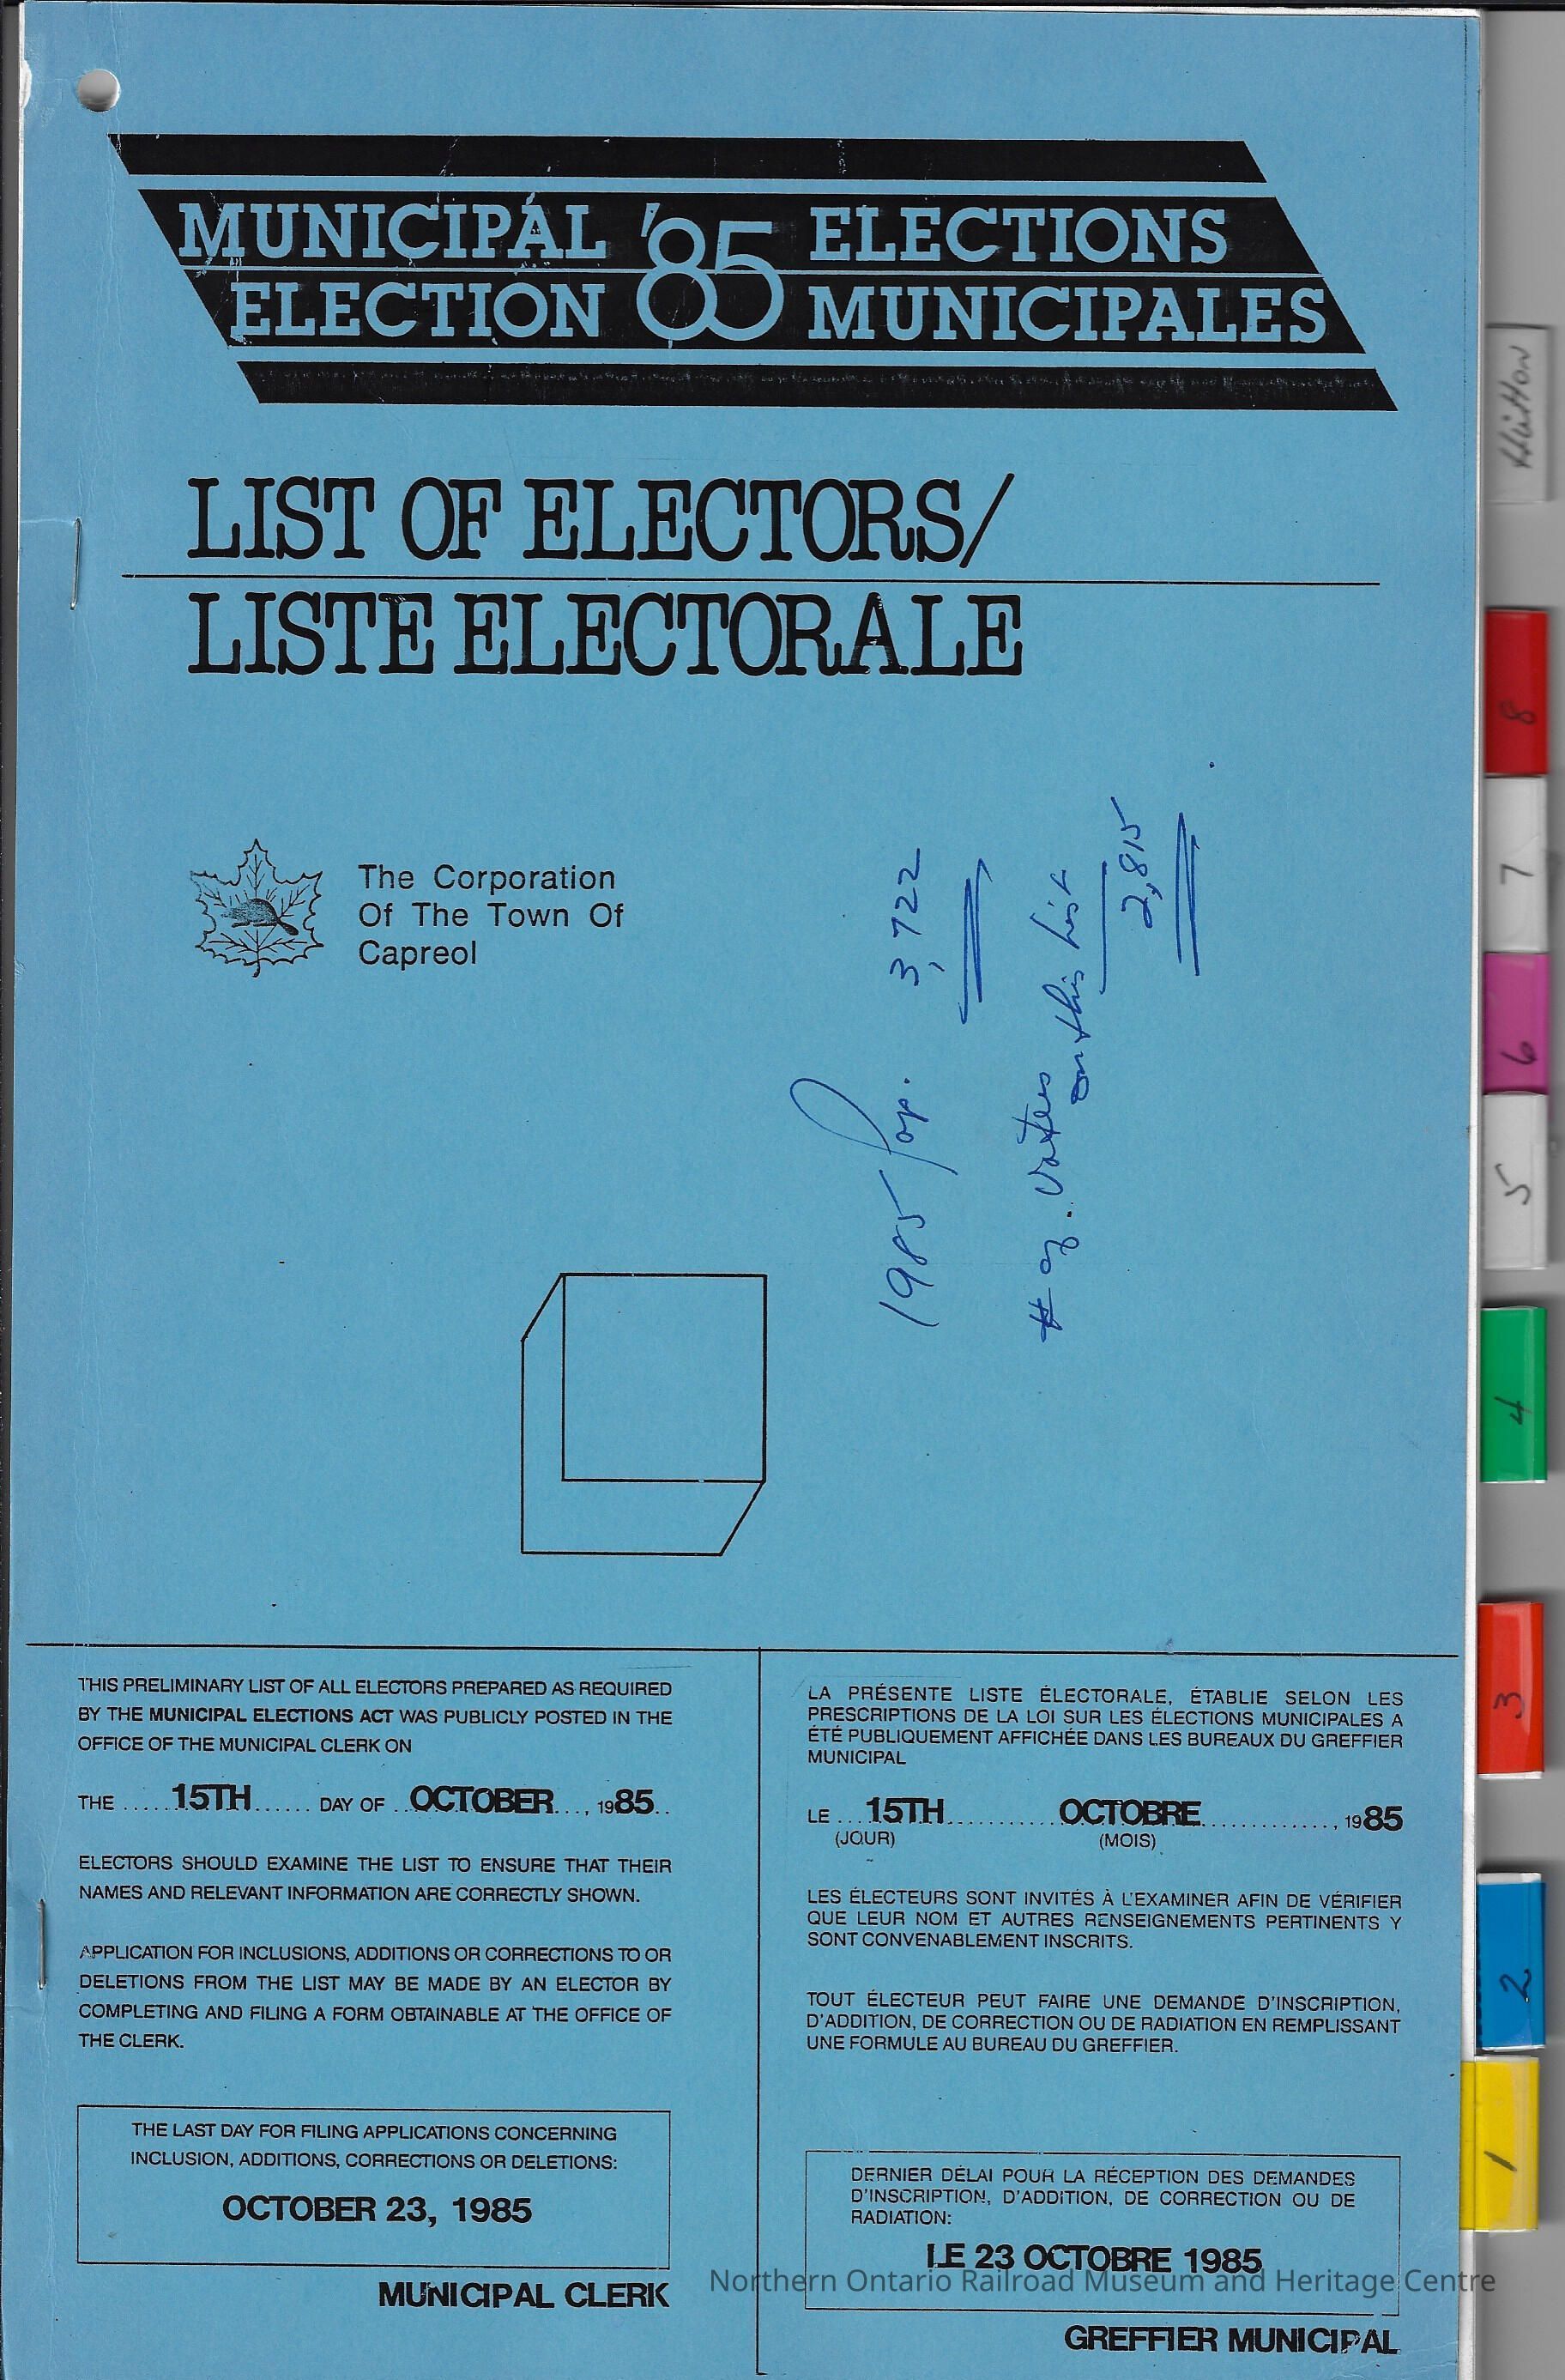 MUNICIPAL ELECTION '85 ELECTIONS MUNICIPALES
LIST OF ELECTORS/
LISTE ELECTORALE
The Corporation
Of The Town Of
Capreol
1985 Pop. 3,722
# of. Voters
on this list
2,815
THIS PRELIMINARY LIST OF ALL ELECTORS PREPARED AS REQUIRED
BY THE MUNICIPAL ELECTIONS ACT WAS PUBLICLY POSTED IN THE
OFFICE OF THE MUNICIPAL CLERK ON
THE .....15TH...... DAY OF ..OCTOBER...., 1985..
ELECTORS SHOULD EXAMINE THE LIST TO ENSURE THAT THEIR
NAMES AND RELEVANT INFORMATION ARE CORRECTLY SHOWN.
APPLICATION FOR INCLUSIONS, ADDITIONS OR CORRECTIONS TO OR
DELETIONS FROM THE LIST MAY BE MADE BY AN ELECTOR BY
COMPLETING AND FILING A FORM OBTAINABLE AT THE OFFICE OF
THE CLERK.
THE LAST DAY FOR FILING APPLICATIONS CONCERNING
INCLUSION, ADDITIONS, CORRECTIONS OR DELETIONS:
OCTOBER 23, 1985
MUNICIPAL CLERK
LA PRÉSENTE LISTE ÉLECTORALE, ÉTABLIE SELON LES
PRESCRIPTIONS DE LA LOI SUR LES ÉLECTIONS MUNICIPALES A
ÉTÉ PUBLIQUEMENT AFFICHÉE DANS LES BUREAUX DU GREFFIER
MUNICIPAL
LE ...15TH...........OCTOBRE............., 1985
(JOUR) (MOIS)
LES ÉLECTEURS SONT INVITÉS À L'EXAMINER AFIN DE VÉRIFIER
QUE LEUR NOM ET AUTRES RENSEIGNEMENTS PERTINENTS Y
SONT CONVENABLEMENT INSCRITS.
TOUT ÉLECTEUR PEUT FAIRE UNE DEMANDE D'INSCRIPTION,
D'ADDITION, DE CORRECTION OU DE RADIATION EN REMPLISSANT
UNE FORMULE AU BUREAU DU GREFFIER.
DERNIER DÉLAI POUR LA RÉCEPTION DES DEMANDES
D'INSCRIPTION, D'ADDITION, DE CORRECTION OU DE
RADIATION:
LE 23 OCTOBRE 1985
GREFFIER MUNICIPAL
Hutton
8
7
6
5
4
3
2
1
Northern Ontario Railroad Museum and Heritage Centre